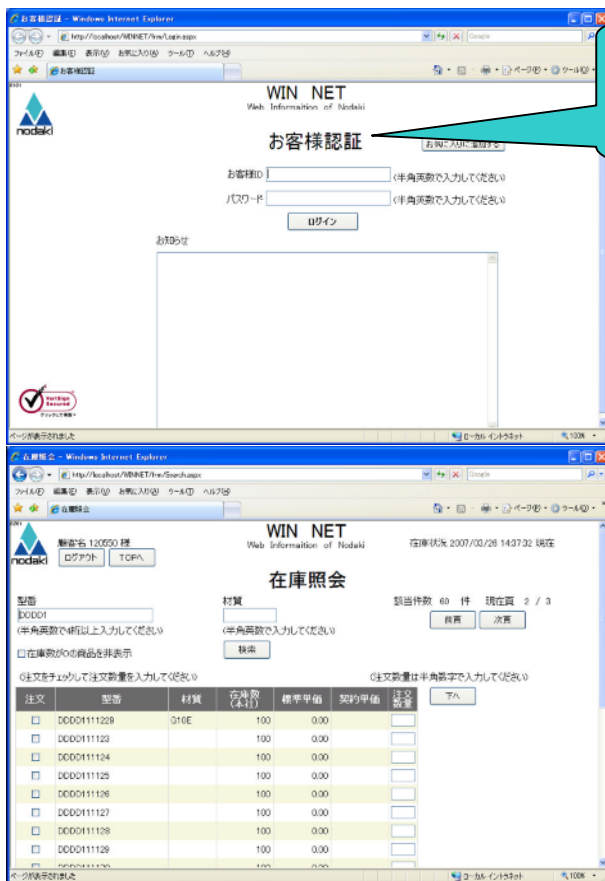 お客様認証 - Windows Internet Explorer
http://localhost/WINNET/frm/Login.aspx
Google
ファイル(F) 編集(E) 表示(V) お気に入り(A) ツール(T) ヘルプ(H)
お客様認証
ページ(P) ツール(O)
nodaki
WIN NET
Web Informaition of Nodaki
お客様認証
お気に入りに追加する
お客様ID
(半角英数で入力してください)
パスワード
(半角英数で入力してください)
ログイン
お知らせ
VeriSign
Secured
ページが表示されました
ローカル イントラネット
100%
在庫照会 - Windows Internet Explorer
http://localhost/WINNET/frm/Search.aspx
Google
ファイル(F) 編集(E) 表示(V) お気に入り(A) ツール(T) ヘルプ(H)
在庫照会
ページ(P) ツール(O)
nodaki
顧客名 120550 様
ログアウト TOPへ
WIN NET
Web Informaition of Nodaki
在庫状況 2007/03/26 14:37:32 現在
在庫照会
型番 材質
該当件数 60 件 現在頁 2 / 3
DDDD1
前頁 次頁
(半角英数で4桁以上入力してください) (半角英数で入力してください)
在庫数が0の商品を非表示
検索
(注文をチェックして注文数量を入力してください) (注文数量は半角数字で入力してください)
注文 型番 材質 在庫数(本社) 標準単価 契約単価 注文数量
下へ
DDDD1111229 G10E 100 0.00
DDDD111123 100 0.00
DDDD111124 100 0.00
DDDD111125 100 0.00
DDDD111126 100 0.00
DDDD111127 100 0.00
DDDD111128 100 0.00
DDDD111129 100 0.00
ページが表示されました
ローカル イントラネット
100%